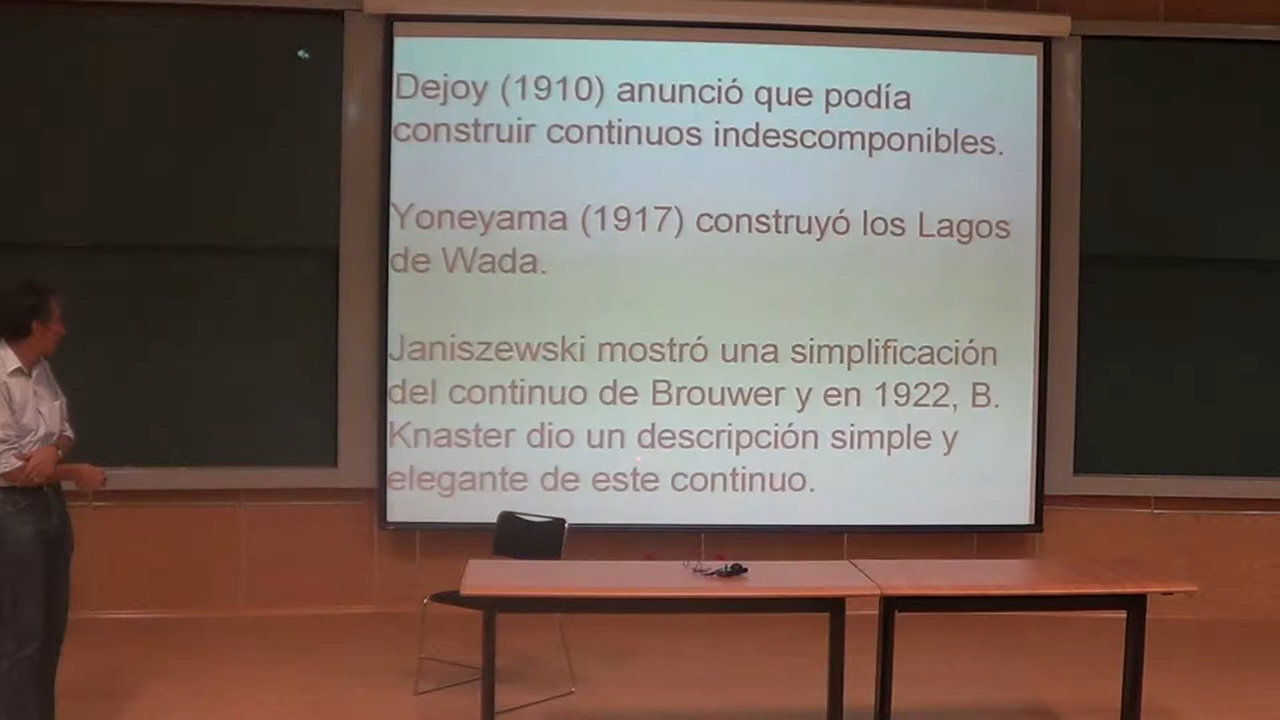 Dejoy (1910) anunció que podía
construir continuos indescomponibles.
Yoneyama (1917) construyó los Lagos
de Wada.
Janiszewski mostró una simplificación
del continuo de Brouwer y en 1922, B.
Knaster dio un descripción simple y
elegante de este continuo.